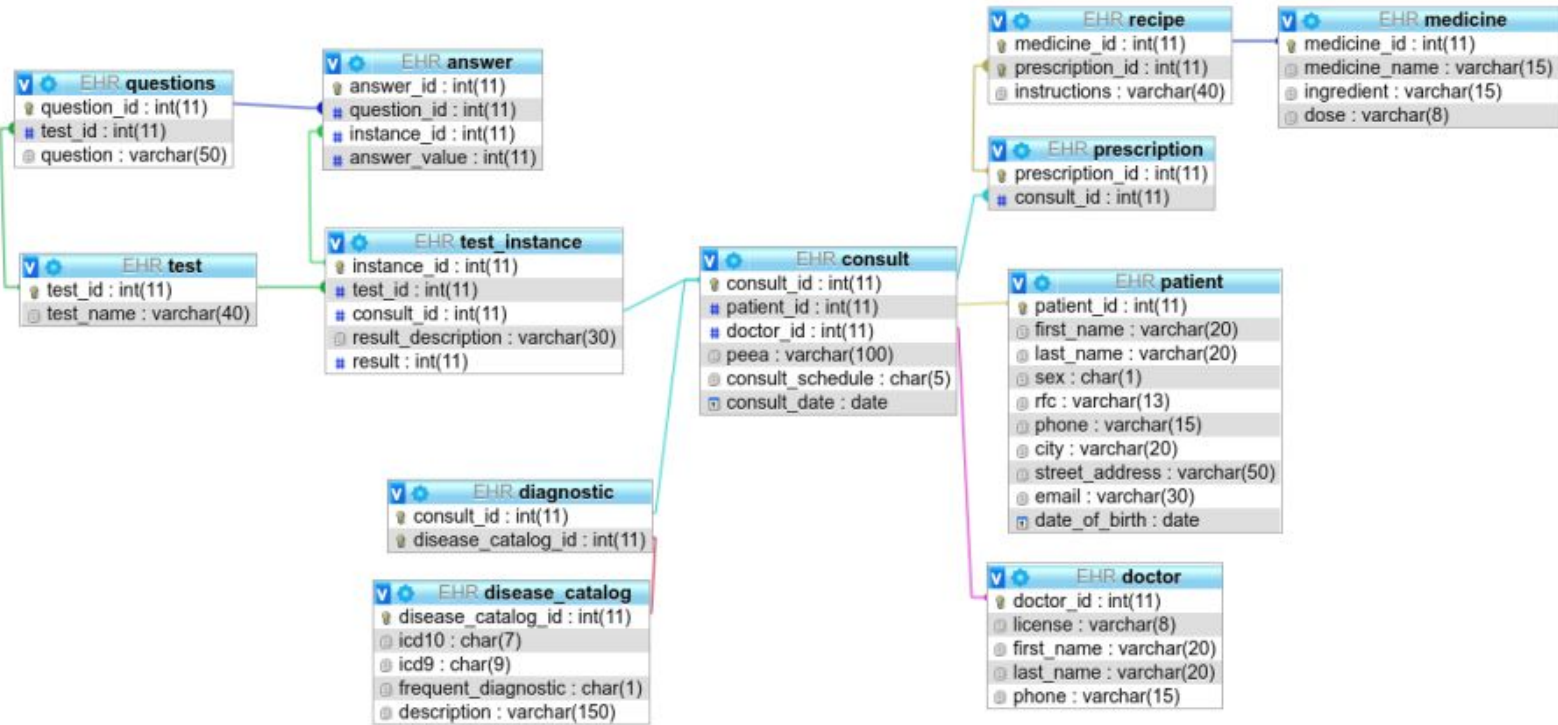 EHR questions
question_id : int(11)
test_id : int(11)
question : varchar(50)
EHR answer
answer_id : int(11)
question_id : int(11)
instance_id : int(11)
answer_value : int(11)
EHR test
test_id : int(11)
test_name : varchar(40)
EHR test_instance
instance_id : int(11)
test_id : int(11)
consult_id : int(11)
result_description : varchar(30)
result : int(11)
EHR diagnostic
consult_id : int(11)
disease_catalog_id : int(11)
EHR disease_catalog
disease_catalog_id : int(11)
icd10 : char(7)
icd9 : char(9)
frequent_diagnostic : char(1)
description : varchar(150)
EHR consult
consult_id : int(11)
patient_id : int(11)
doctor_id : int(11)
peea : varchar(100)
consult_schedule : char(5)
consult_date : date
EHR recipe
medicine_id : int(11)
prescription_id : int(11)
instructions : varchar(40)
EHR medicine
medicine_id : int(11)
medicine_name : varchar(15)
ingredient : varchar(15)
dose : varchar(8)
EHR prescription
prescription_id : int(11)
consult_id : int(11)
EHR patient
patient_id : int(11)
first_name : varchar(20)
last_name : varchar(20)
sex : char(1)
rfc : varchar(13)
phone : varchar(15)
city : varchar(20)
street_address : varchar(50)
email : varchar(30)
date_of_birth : date
EHR doctor
doctor_id : int(11)
license : varchar(8)
first_name : varchar(20)
last_name : varchar(20)
phone : varchar(15)